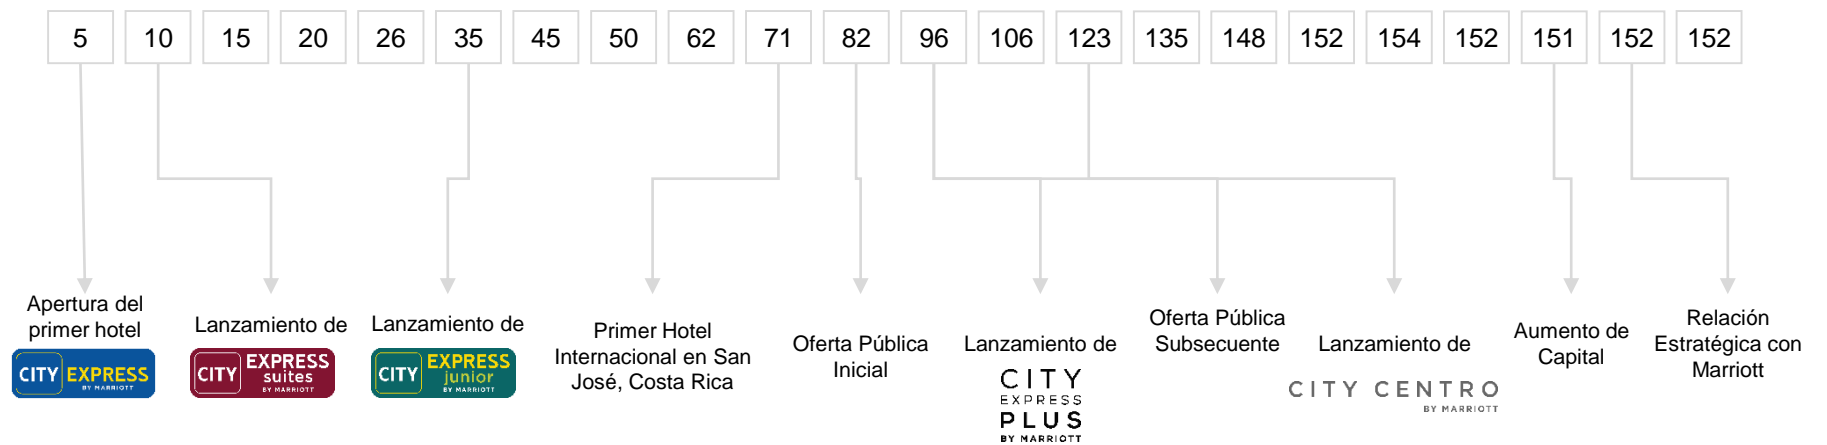 5 10 15 20 26 35 45 50 62 71 82 96 106 123 135 148 152 154 152 151 152 152
Apertura del
primer hotel
CITY EXPRESS
BY MARRIOTT
Lanzamiento de
CITY EXPRESS
suites
BY MARRIOTT
Lanzamiento de
CITY EXPRESS
junior
BY MARRIOTT
Primer Hotel
Internacional en San
José, Costa Rica
Oferta Pública
Inicial
Lanzamiento de
CITY
EXPRESS
PLUS
BY MARRIOTT
Oferta Pública
Subsecuente
Lanzamiento de
CITY CENTRO
BY MARRIOTT
Aumento de
Capital
Relación
Estratégica con
Marriott